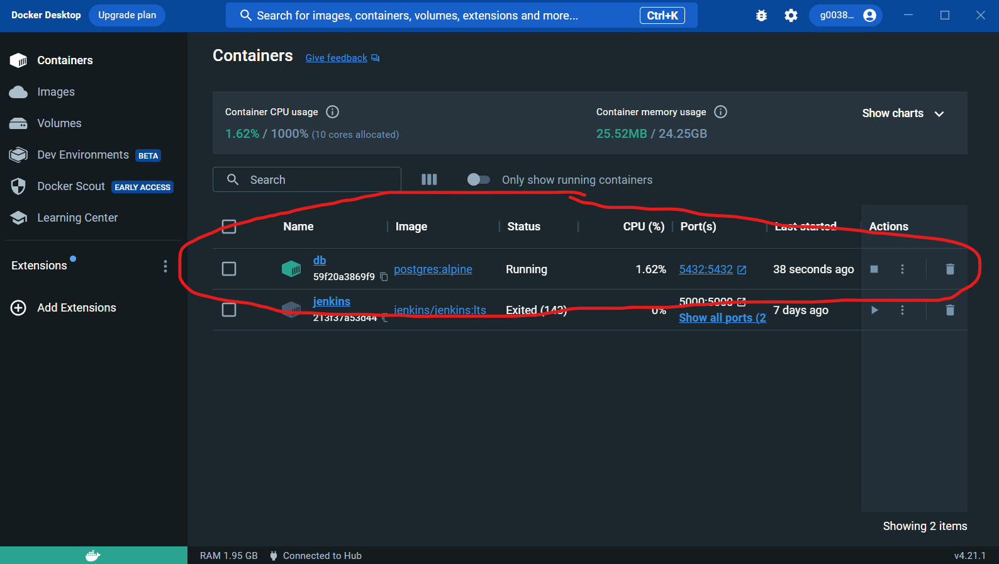 Docker Desktop Upgrade plan Search for images, containers, volumes, extensions and more... Ctrl+K g0038...
Containers
Images
Volumes
Dev Environments BETA
Docker Scout EARLY ACCESS
Learning Center
Extensions
Add Extensions
Containers Give feedback
Container CPU usage
1.62% / 1000% (10 cores allocated)
Container memory usage
25.52MB / 24.25GB
Show charts
Search Only show running containers
Name Image Status CPU (%) Port(s) Last started Actions
db
59f20a3869f9
postgres:alpine Running 1.62% 5432:5432 38 seconds ago
jenkins
213f37a53d44
jenkins/jenkins:lts Exited (143) 0% 5000:5000
Show all ports (2
7 days ago
Showing 2 items
RAM 1.95 GB Connected to Hub v4.21.1